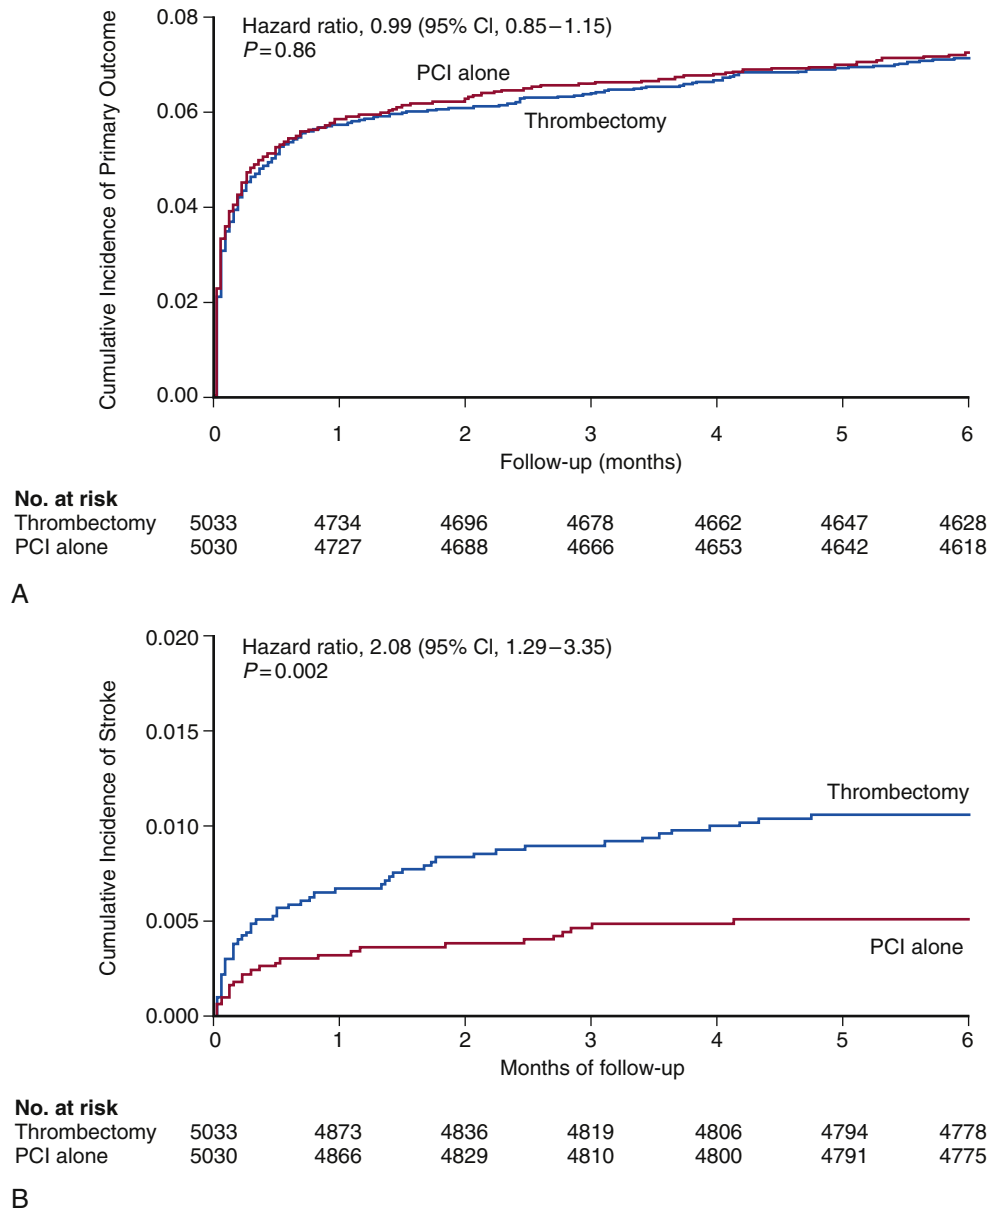 Cumulative Incidence of Primary Outcome
0.08
0.06
0.04
0.02
0.00
Hazard ratio, 0.99 (95% CI, 0.85–1.15)
P=0.86
PCI alone
Thrombectomy
0 1 2 3 4 5 6
Follow-up (months)
No. at risk
Thrombectomy 5033 4734 4696 4678 4662 4647 4628
PCI alone 5030 4727 4688 4666 4653 4642 4618
A
Cumulative Incidence of Stroke
0.020
0.015
0.010
0.005
0.000
Hazard ratio, 2.08 (95% CI, 1.29–3.35)
P=0.002
Thrombectomy
PCI alone
0 1 2 3 4 5 6
Months of follow-up
No. at risk
Thrombectomy 5033 4873 4836 4819 4806 4794 4778
PCI alone 5030 4866 4829 4810 4800 4791 4775
B